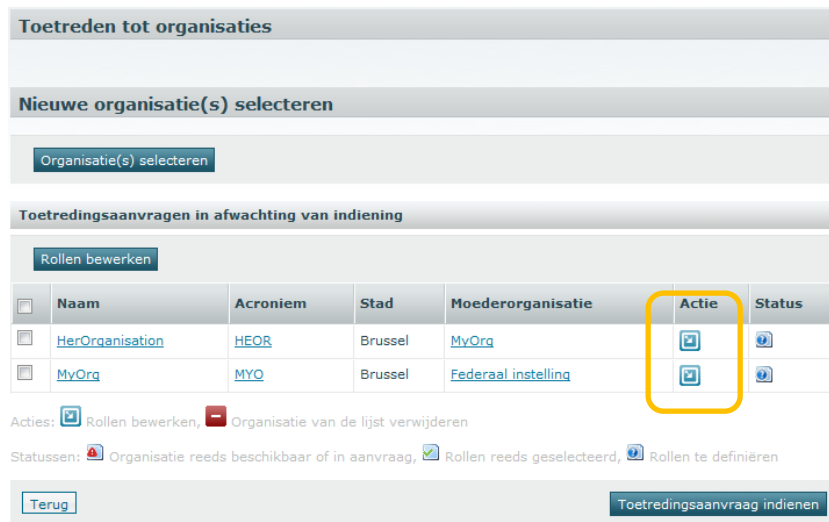 Toetreden tot organisaties
Nieuwe organisatie(s) selecteren
Organisatie(s) selecteren
Toetredingsaanvragen in afwachting van indiening
Rollen bewerken
Naam Acroniem Stad Moederorganisatie Actie Status
HerOrganisation HEOR Brussel MyOrg
MyOrg MYO Brussel Federaal instelling
Acties: Rollen bewerken, Organisatie van de lijst verwijderen
Statussen: Organisatie reeds beschikbaar of in aanvraag, Rollen reeds geselecteerd, Rollen te definiëren
Terug Toetredingsaanvraag indienen